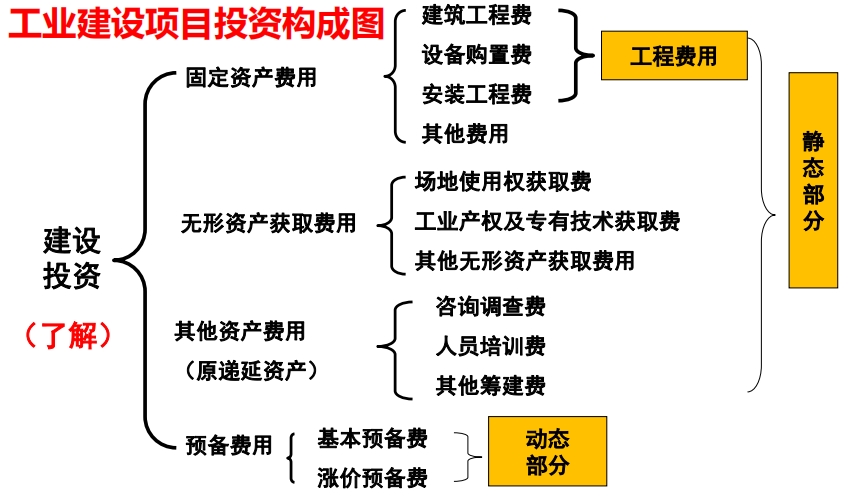 工业建设项目投资构成图
建设
投资
（了解）
固定资产费用
建筑工程费
设备购置费
安装工程费
其他费用
工程费用
无形资产获取费用
场地使用权获取费
工业产权及专有技术获取费
其他无形资产获取费用
其他资产费用
（原递延资产）
咨询调查费
人员培训费
其他筹建费
预备费用
基本预备费
涨价预备费
动态
部分
静
态
部
分